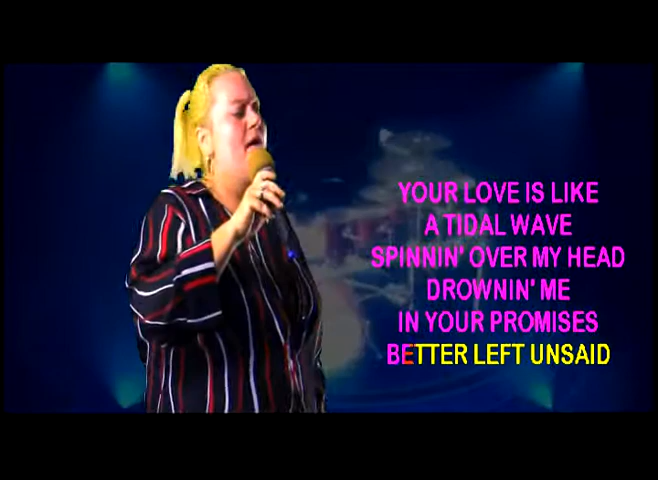 YOUR LOVE IS LIKE
A TIDAL WAVE
SPINNIN' OVER MY HEAD
DROWNIN' ME
IN YOUR PROMISES
BETTER LEFT UNSAID